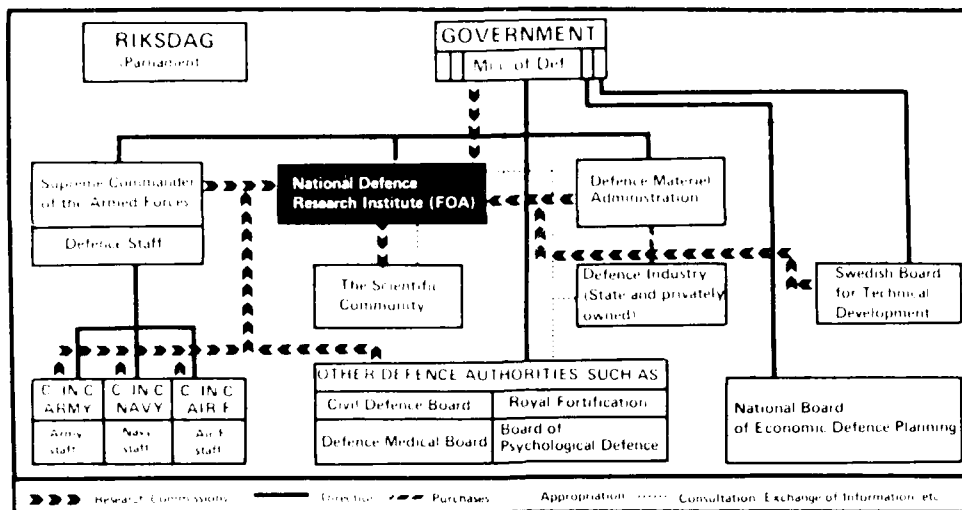 RIKSDAG
Parliament
GOVERNMENT
of Def
Supreme Commander
of the Armed Forces
Defence Staff
National Defence
Research Institute (FOA)
Defence Materiel
Administration
The Scientific
Community
Defence Industry
(State and privately
owned)
Swedish Board
for Technical
Development
C IN C
ARMY
C IN C
NAVY
C IN C
AIR F
Army
staff
Navy
staff
Air F
staff
OTHER DEFENCE AUTHORITIES SUCH AS
Civil Defence Board
Royal Fortification
Defence Medical Board
Board of
Psychological Defence
National Board
of Economic Defence Planning
Research Commissions
Directive
Purchases
Appropriation
Consultation Exchange of Information etc